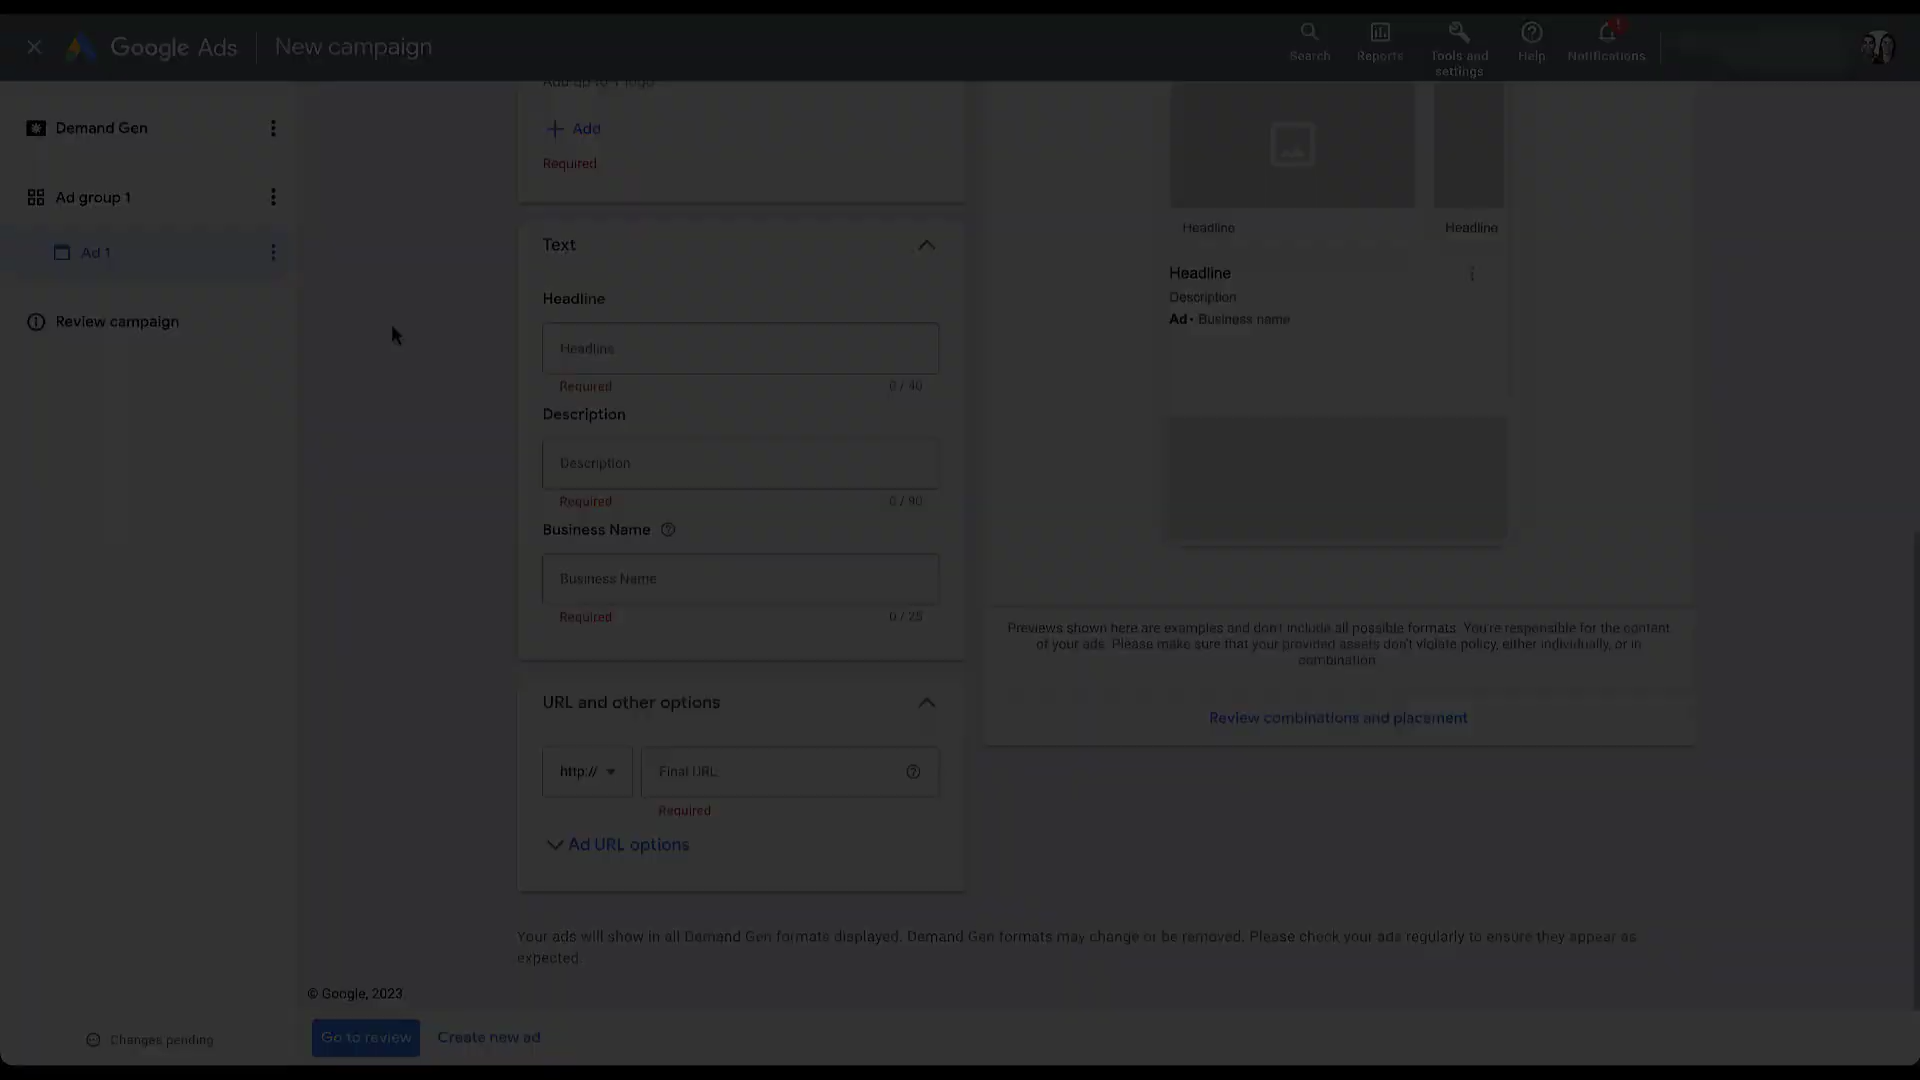 Google Ads
New campaign
Search
Reports
Tools and
settings
Help
Notifications
!
Demand Gen
Ad group 1
Ad 1
Review campaign
Add up to 1 logo
Add
Required
Text
Headline
Headline
Required
0 / 40
Description
Description
Required
0 / 90
Business Name
Business Name
Required
0 / 25
URL and other options
http://
Final URL
Required
Ad URL options
Headline
Headline
Headline
Description
Ad • Business name
Previews shown here are examples and don't include all possible formats. You're responsible for the content
of your ads. Please make sure that your provided assets don't violate policy, either individually, or in
combination.
Review combinations and placement
Your ads will show in all Demand Gen formats displayed. Demand Gen formats may change or be removed. Please check your ads regularly to ensure they appear as
expected.
© Google, 2023.
Changes pending
Go to review
Create new ad